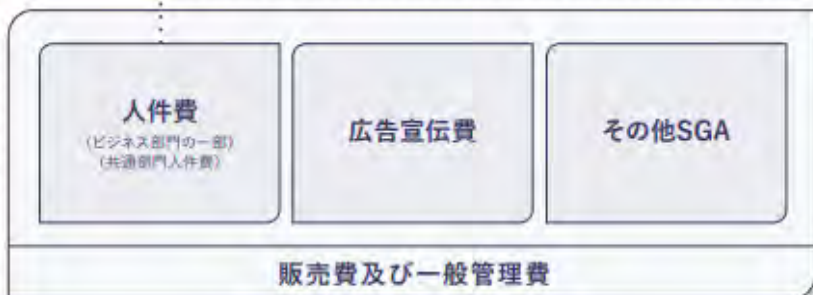 人件費
(ビジネス部門の一部)
(共通部門人件費)
広告宣伝費
その他SGA
販売費及び一般管理費